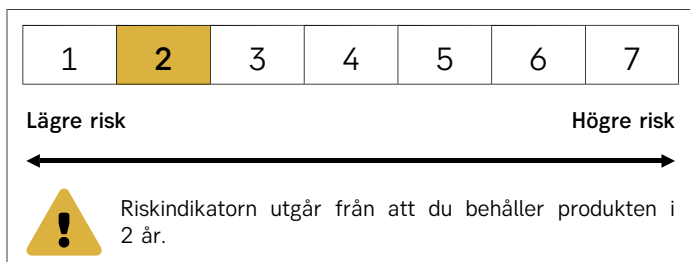 1 2 3 4 5 6 7
Lägre risk Högre risk
Riskindikatorn utgår från att du behåller produkten i
2 år.